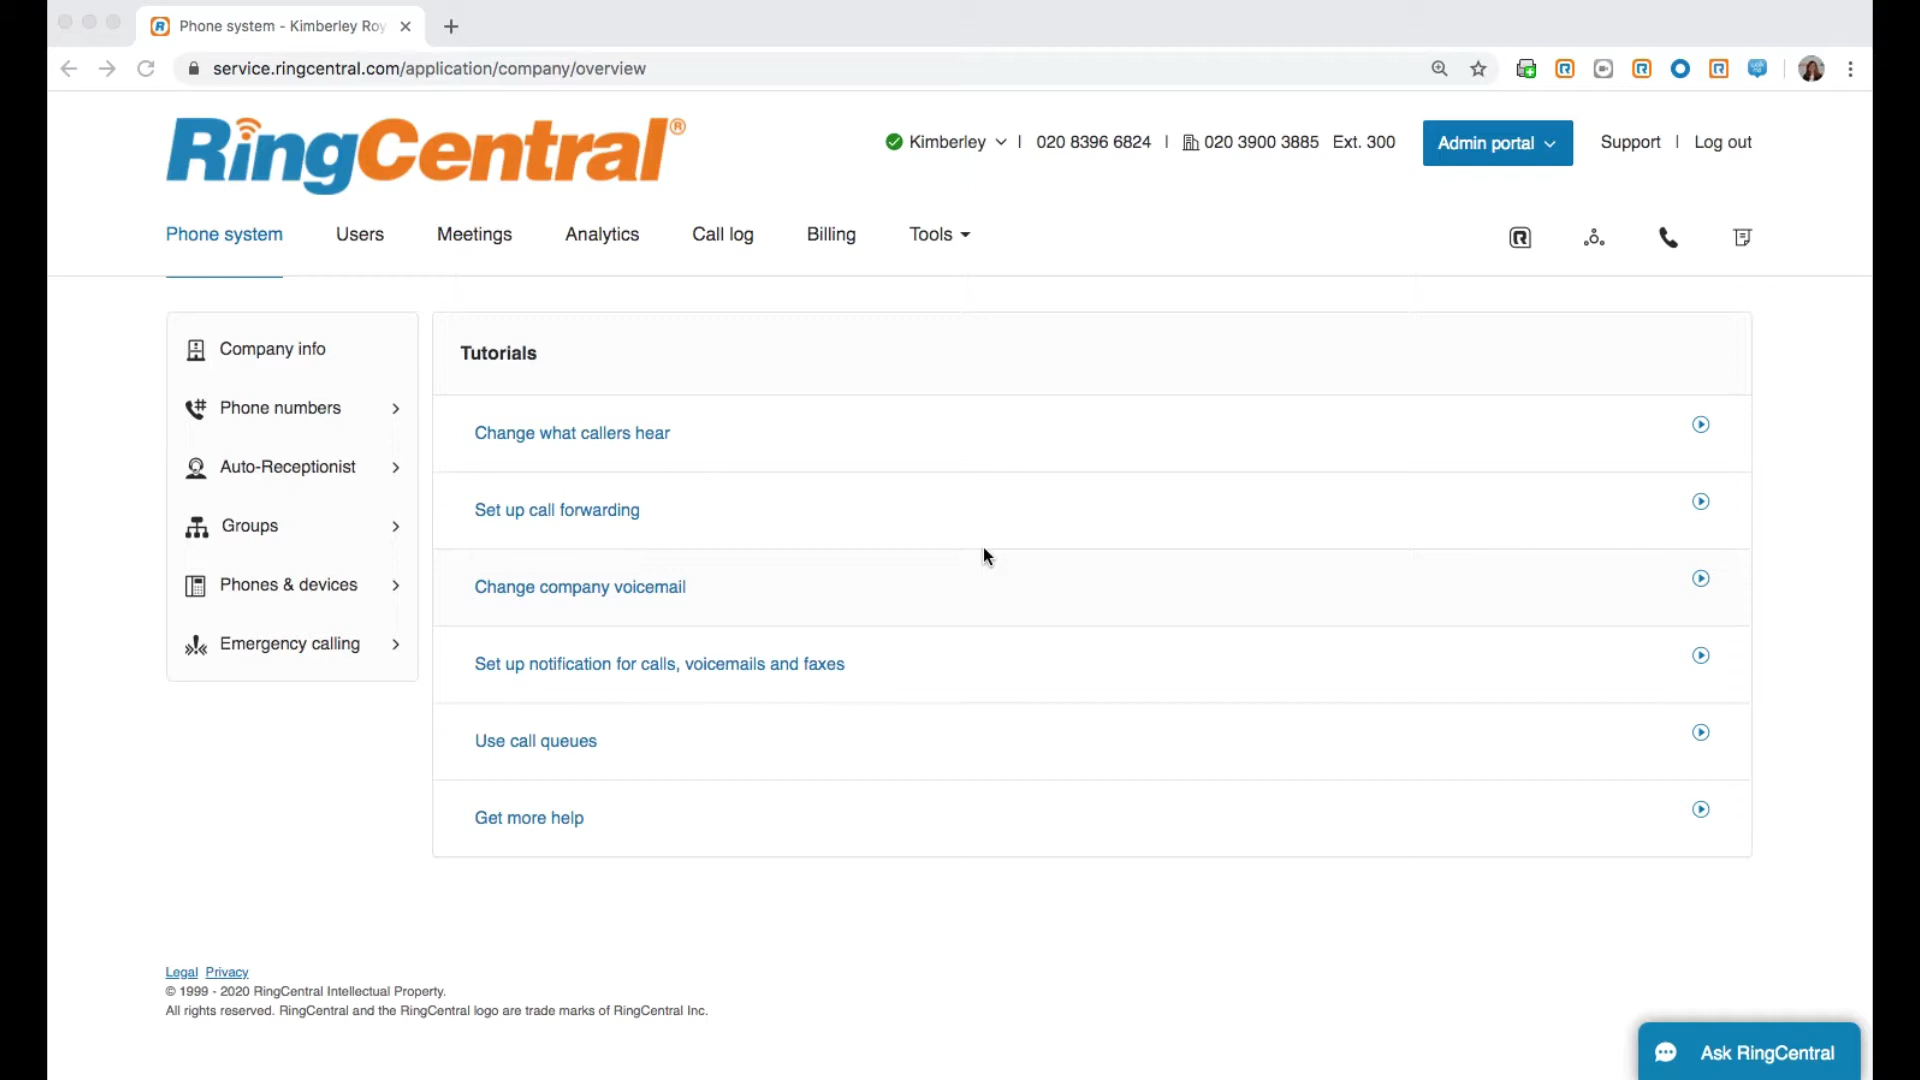 Phone system - Kimberley Roy
service.ringcentral.com/application/company/overview
RingCentral®
Kimberley | 020 8396 6824 | 020 3900 3885 Ext. 300
Admin portal
Support | Log out
Phone system
Users
Meetings
Analytics
Call log
Billing
Tools
Company info
Phone numbers
Auto-Receptionist
Groups
Phones & devices
Emergency calling
Tutorials
Change what callers hear
Set up call forwarding
Change company voicemail
Set up notification for calls, voicemails and faxes
Use call queues
Get more help
Legal Privacy
© 1999 - 2020 RingCentral Intellectual Property.
All rights reserved. RingCentral and the RingCentral logo are trade marks of RingCentral Inc.
Ask RingCentral